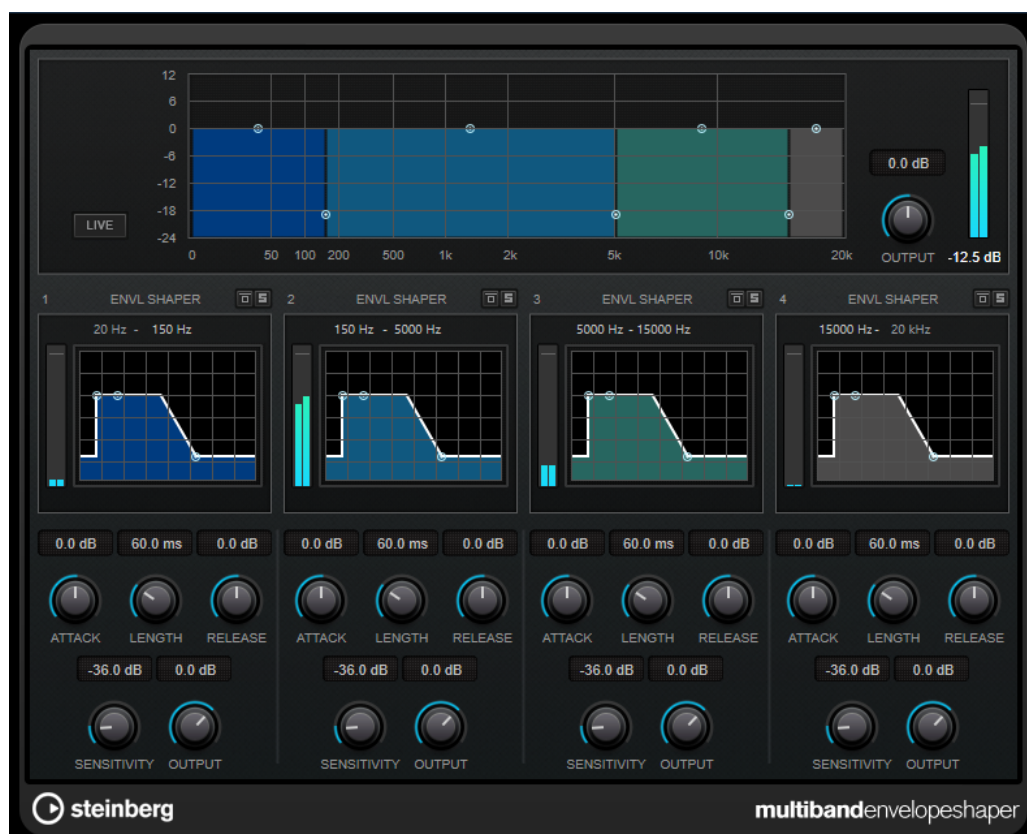 12
6
0
-6
-12
-18
-24
LIVE
0 50 100 200 500 1k 2k 5k 10k 20k
0.0 dB
OUTPUT -12.5 dB
1 ENVL SHAPER S 2 ENVL SHAPER S 3 ENVL SHAPER S 4 ENVL SHAPER S
20 Hz - 150 Hz 150 Hz - 5000 Hz 5000 Hz - 15000 Hz 15000 Hz - 20 kHz
0.0 dB 60.0 ms 0.0 dB 0.0 dB 60.0 ms 0.0 dB 0.0 dB 60.0 ms 0.0 dB 0.0 dB 60.0 ms 0.0 dB
ATTACK LENGTH RELEASE ATTACK LENGTH RELEASE ATTACK LENGTH RELEASE ATTACK LENGTH RELEASE
-36.0 dB 0.0 dB -36.0 dB 0.0 dB -36.0 dB 0.0 dB -36.0 dB 0.0 dB
SENSITIVITY OUTPUT SENSITIVITY OUTPUT SENSITIVITY OUTPUT SENSITIVITY OUTPUT
steinberg multibandenvelopeshaper